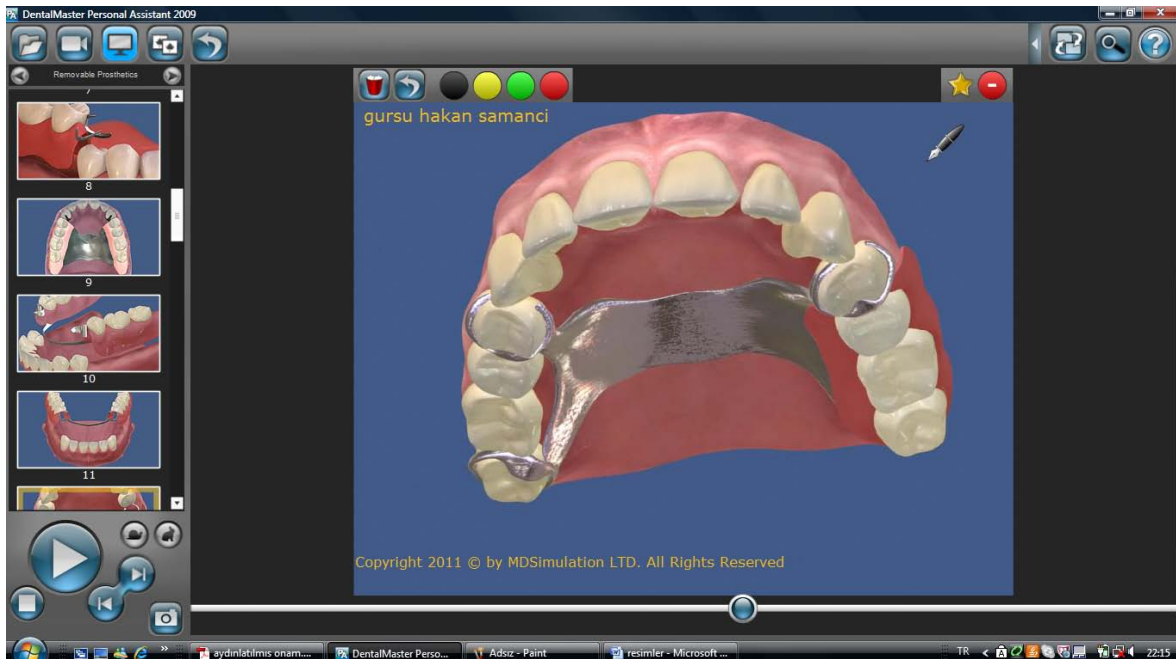 DentalMaster Personal Assistant 2009
Removable Prosthetics
7
8
9
10
11
gursu hakan samanci
Copyright 2011 © by MDSimulation LTD. All Rights Reserved
aydınlatılmıs onam....
DentalMaster Perso...
Adsız - Paint
resimler - Microsoft ...
TR
22:15